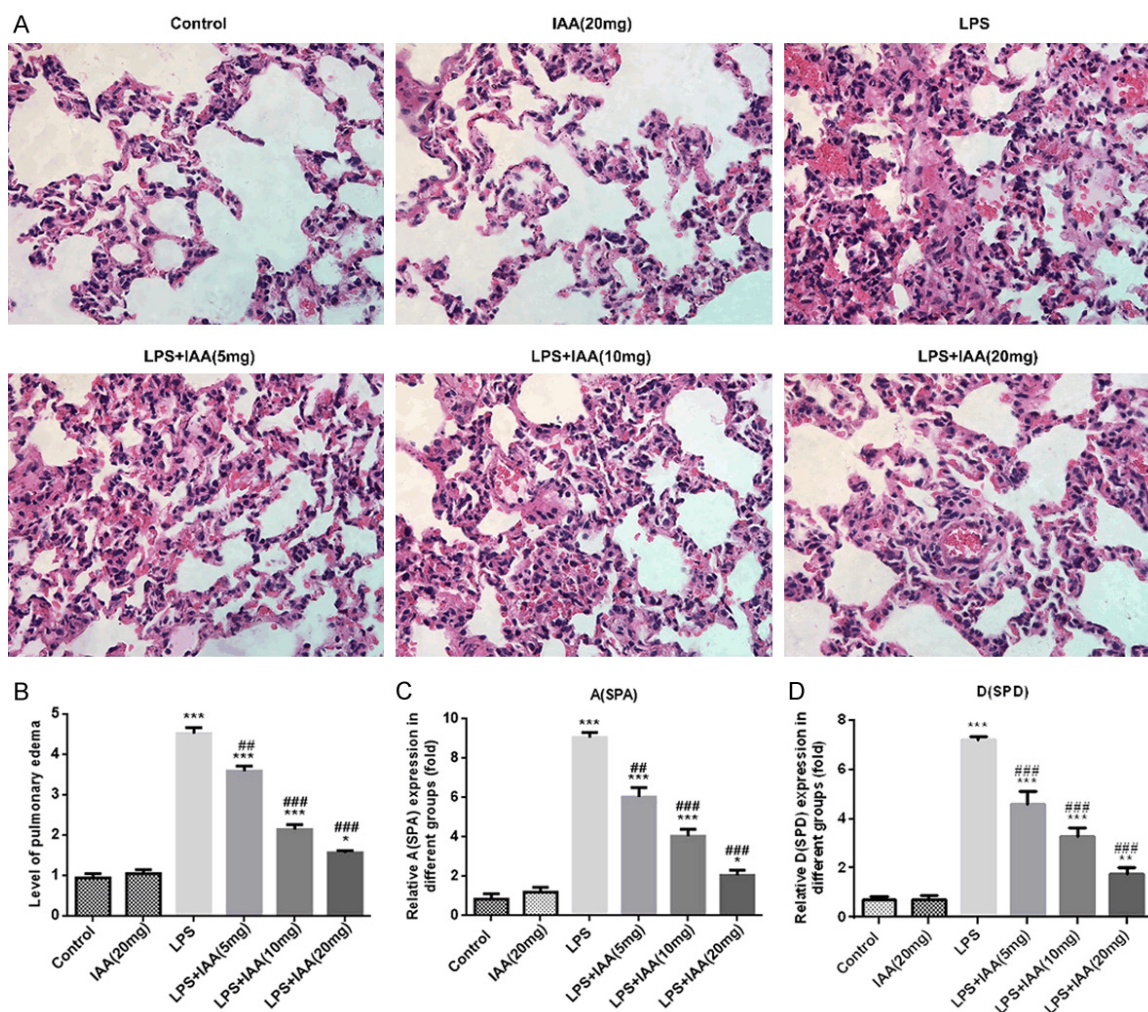 A
Control
IAA(20mg)
LPS
LPS+IAA(5mg)
LPS+IAA(10mg)
LPS+IAA(20mg)
B
Level of pulmonary edema
5
4
3
2
1
0
***
##
***
###
***
###
*
Control
IAA(20mg)
LPS
LPS+IAA(5mg)
LPS+IAA(10mg)
LPS+IAA(20mg)
C
A(SPA)
Relative A(SPA) expression in
different groups (fold)
10
8
6
4
2
0
***
##
***
###
***
###
*
Control
IAA(20mg)
LPS
LPS+IAA(5mg)
LPS+IAA(10mg)
LPS+IAA(20mg)
D
D(SPD)
Relative D(SPD) expression in
different groups (fold)
8
6
4
2
0
***
###
***
###
***
###
**
Control
IAA(20mg)
LPS
LPS+IAA(5mg)
LPS+IAA(10mg)
LPS+IAA(20mg)